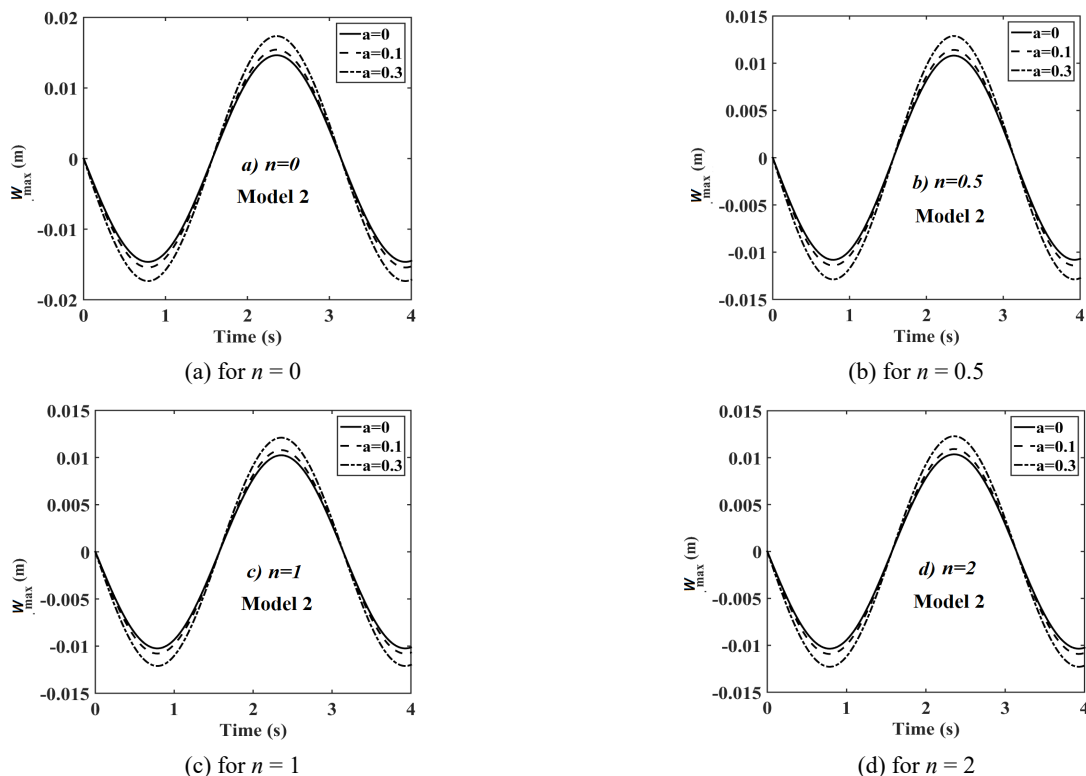 0.02
0.01
0
-0.01
-0.02
W max (m)
a=0
a=0.1
a=0.3
a) n=0
Model 2
0 1 2 3 4
Time (s)
(a) for n = 0
0.015
0.01
0.005
0
-0.005
-0.01
-0.015
W max (m)
a=0
a=0.1
a=0.3
b) n=0.5
Model 2
0 1 2 3 4
Time (s)
(b) for n = 0.5
0.015
0.01
0.005
0
-0.005
-0.01
-0.015
W max (m)
a=0
a=0.1
a=0.3
c) n=1
Model 2
0 1 2 3 4
Time (s)
(c) for n = 1
0.015
0.01
0.005
0
-0.005
-0.01
-0.015
W max (m)
a=0
a=0.1
a=0.3
d) n=2
Model 2
0 1 2 3 4
Time (s)
(d) for n = 2